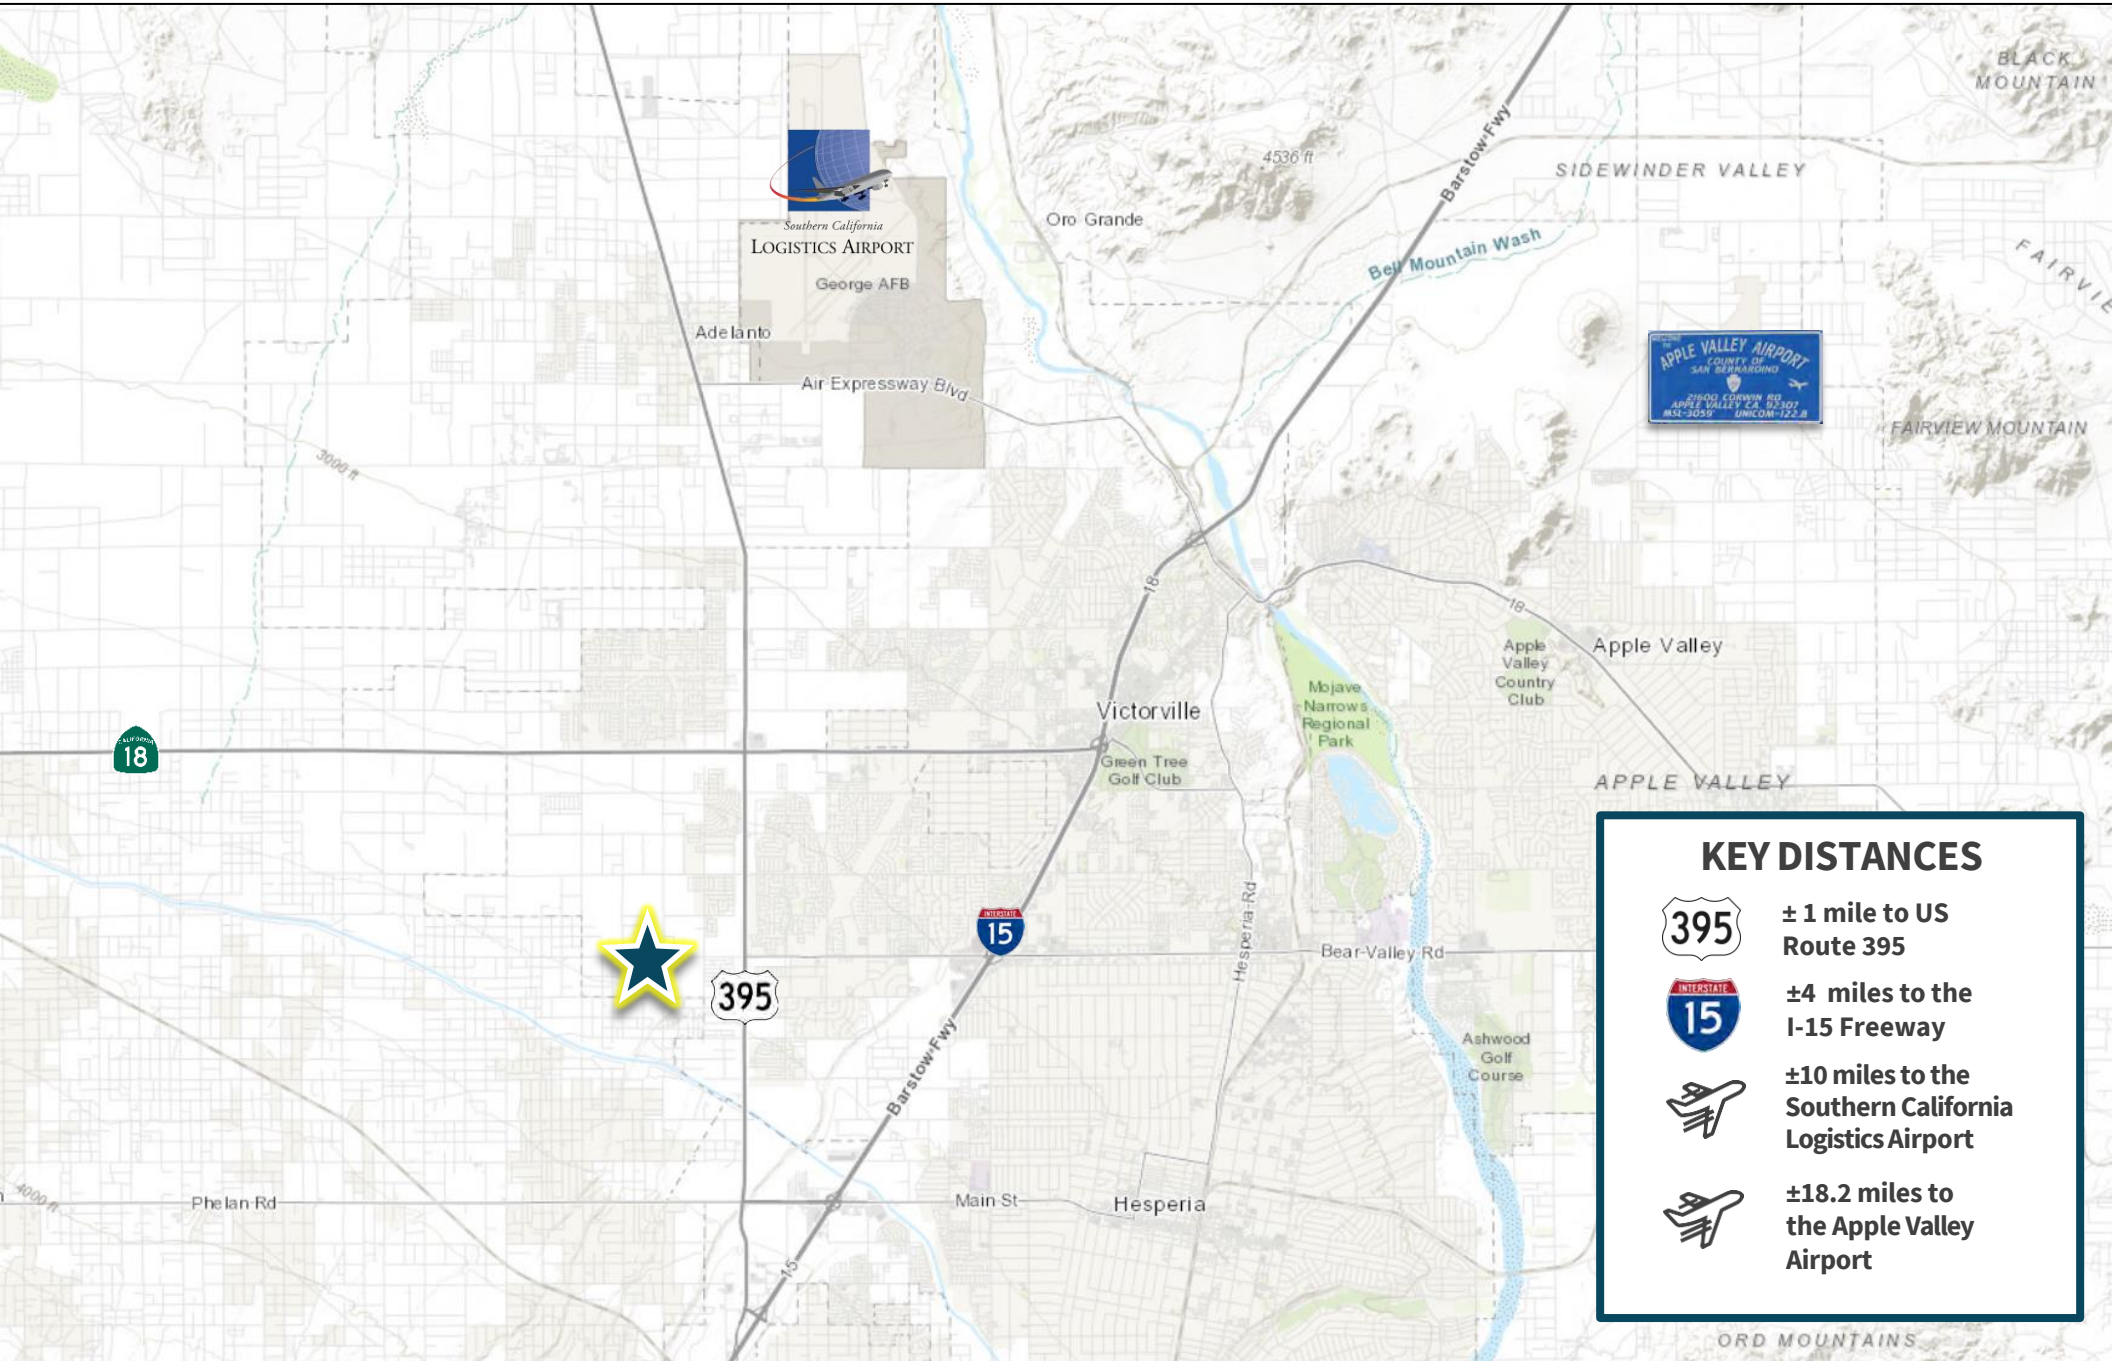 BLACK
MOUNTAIN
Barstow Fwy
4536 ft
SIDEWINDER VALLEY
Oro Grande
Southern California
LOGISTICS AIRPORT
Bell Mountain Wash
FAIRVIE
George AFB
Adelanto
APPLE VALLEY AIRPORT
COUNTY OF
SAN BERNARDINO
21600 CORWIN RD
APPLE VALLEY CA. 92307
MSL-3059' UNICOM-122.8
Air Expressway Blvd
FAIRVIEW MOUNTAIN
3000 ft
18
18
Apple
Valley
Country
Club
Apple Valley
Mojave
Narrows
Regional
Park
Victorville
CALIFORNIA
18
Green Tree
Golf Club
APPLE VALLEY
KEY DISTANCES
395
± 1 mile to US
Route 395
INTERSTATE
15
±4 miles to the
I-15 Freeway
±10 miles to the
Southern California
Logistics Airport
±18.2 miles to
the Apple Valley
Airport
INTERSTATE
15
Hesperia Rd
Bear Valley Rd
395
Barstow Fwy
Ashwood
Golf
Course
4000 ft
Phelan Rd
Main St
Hesperia
15
ORD MOUNTAINS